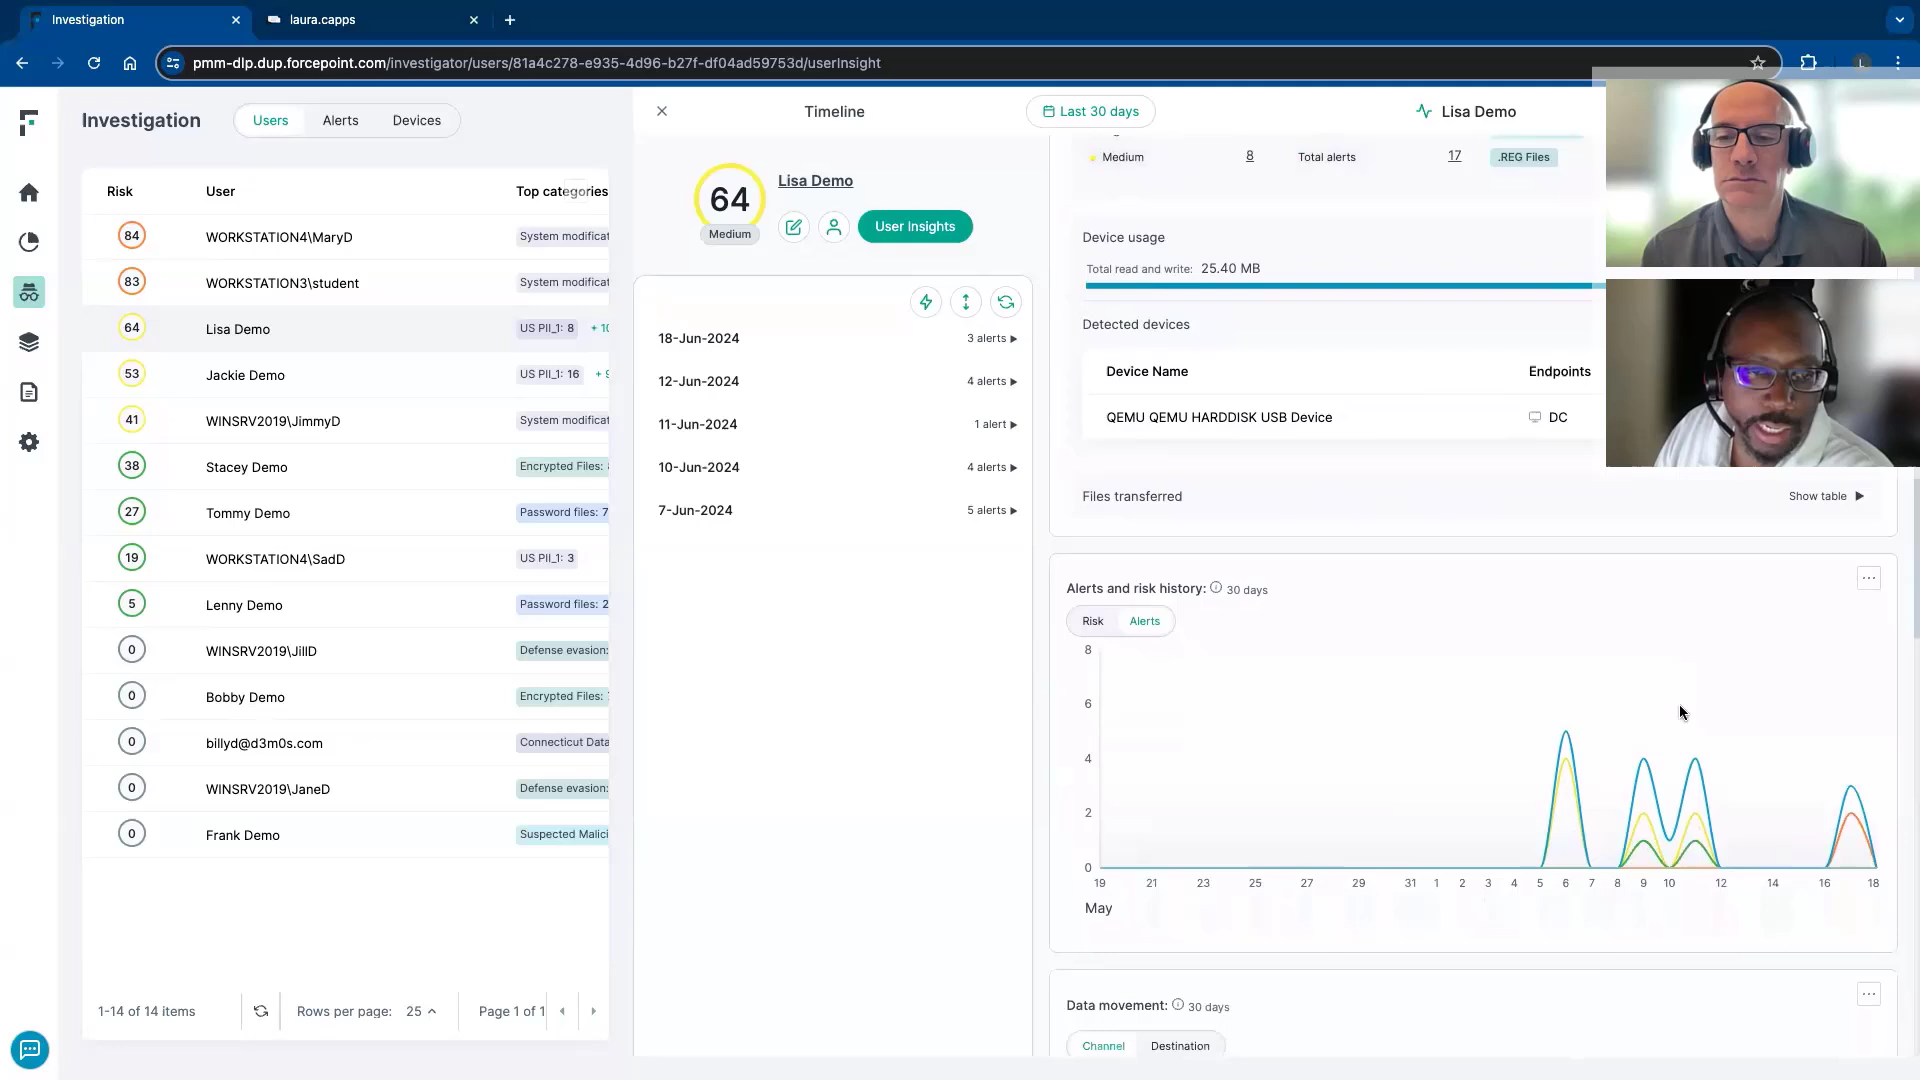 Investigation
laura.capps
pmm-dlp.dup.forcepoint.com/investigator/users/81a4c278-e935-4d96-b27f-df04ad59753d/userInsight
L
Investigation
Users
Alerts
Devices
Risk User Top categories
84 WORKSTATION4\MaryD System modificat
83 WORKSTATION3\student System modificat
64 Lisa Demo US PII_1: 8 + 10
53 Jackie Demo US PII_1: 16 + 9
41 WINSRV2019\JimmyD System modificat
38 Stacey Demo Encrypted Files:
27 Tommy Demo Password files: 7
19 WORKSTATION4\SadD US PII_1: 3
5 Lenny Demo Password files: 2
0 WINSRV2019\JillD Defense evasion:
0 Bobby Demo Encrypted Files:
0 billyd@d3m0s.com Connecticut Data
0 WINSRV2019\JaneD Defense evasion:
0 Frank Demo Suspected Malici
1-14 of 14 items
Rows per page: 25
Page 1 of 1
Timeline
Last 30 days
Lisa Demo
64
Medium
Lisa Demo
User Insights
18-Jun-2024 3 alerts
12-Jun-2024 4 alerts
11-Jun-2024 1 alert
10-Jun-2024 4 alerts
7-Jun-2024 5 alerts
Medium 8 Total alerts 17 .REG Files
Device usage
Total read and write: 25.40 MB
Detected devices
Device Name Endpoints
QEMU QEMU HARDDISK USB Device DC
Files transferred Show table
Alerts and risk history: 30 days
Risk Alerts
8
6
4
2
0
19 21 23 25 27 29 31 1 2 3 4 5 6 7 8 9 10 12 14 16 18
May
Data movement: 30 days
Channel Destination